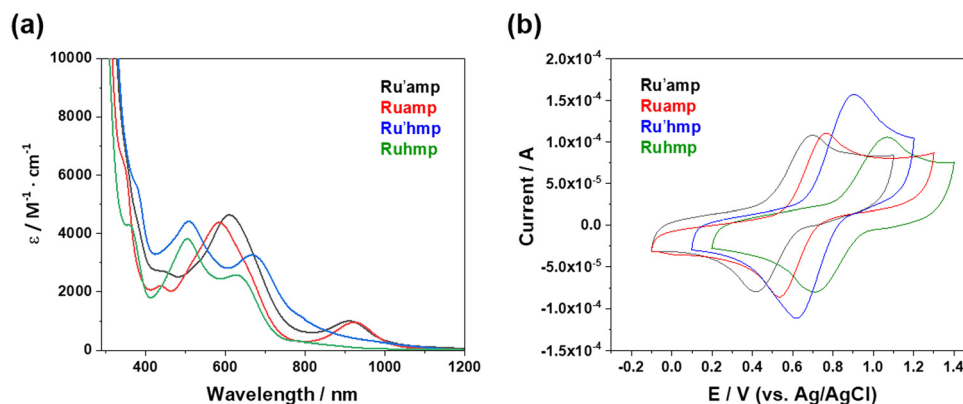 (a)
10000
8000
6000
4000
2000
0
400 600 800 1000 1200
ε / M⁻¹ · cm⁻¹
Wavelength / nm
Ru'amp
Ruamp
Ru'hmp
Ruhmp
(b)
2.0x10⁻⁴
1.5x10⁻⁴
1.0x10⁻⁴
5.0x10⁻⁵
0.0
-5.0x10⁻⁵
-1.0x10⁻⁴
-1.5x10⁻⁴
-0.2 0.0 0.2 0.4 0.6 0.8 1.0 1.2 1.4
Current / A
E / V (vs. Ag/AgCl)
Ru'amp
Ruamp
Ru'hmp
Ruhmp